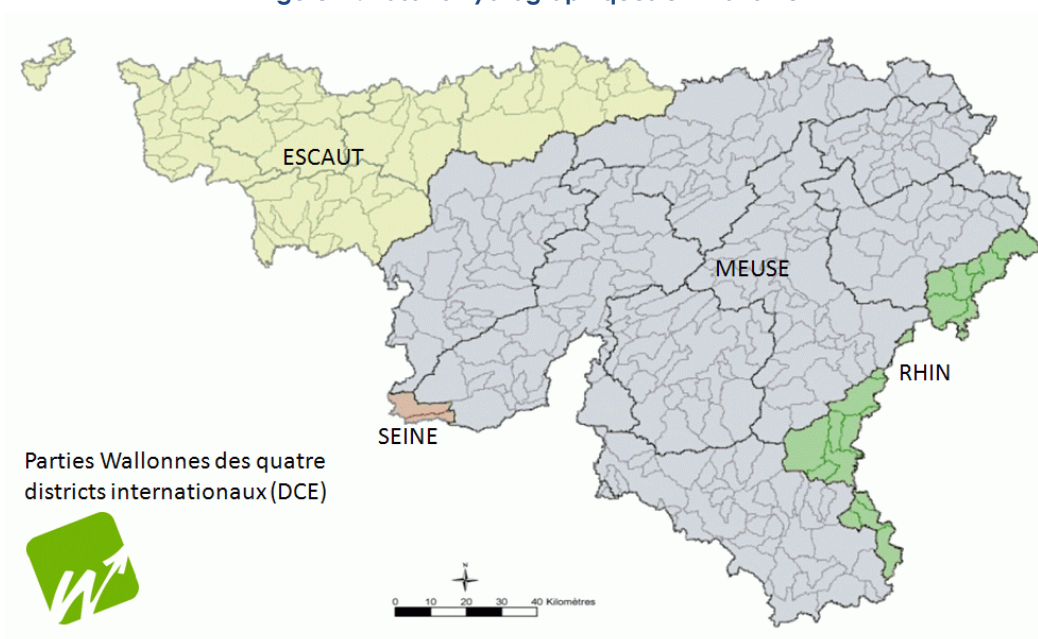 ESCAUT
MEUSE
RHIN
SEINE
Parties Wallonnes des quatre
districts internationaux (DCE)
W
N
0 10 20 30 40 Kilomètres